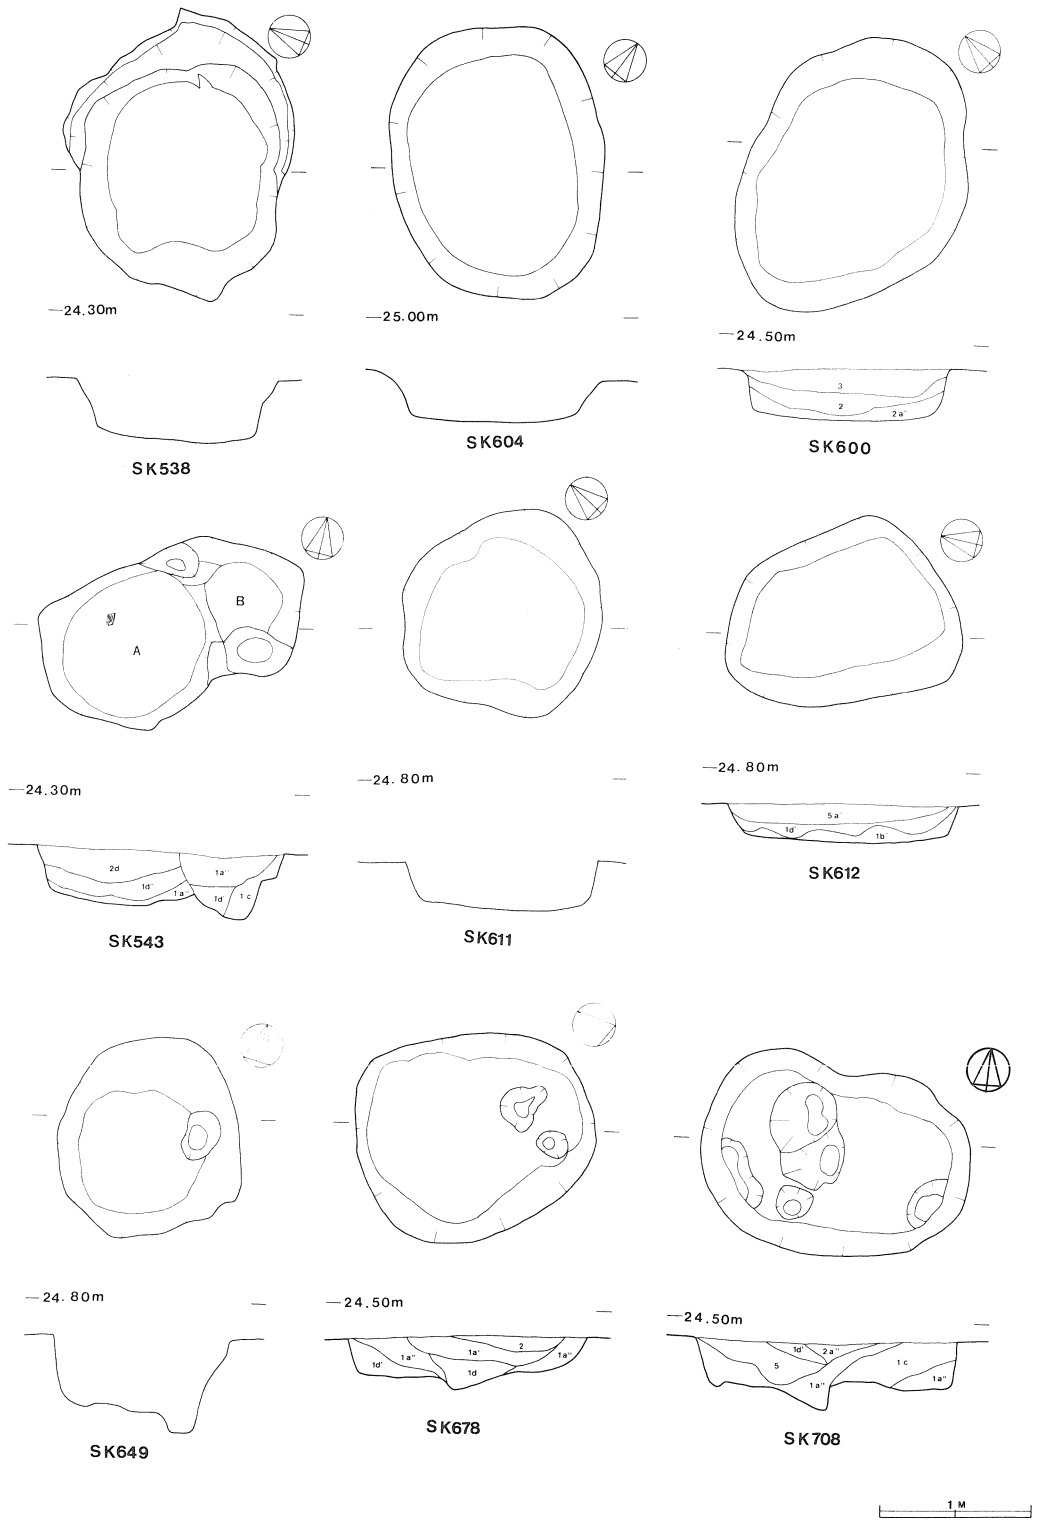 —24.30m
—25.00m
—24.50m
3
2
2a''
SK538
SK604
SK600
A
B
—24.30m
—24.80m
—24.80m
2d
1d''
1a''
1a''
1d'
1c
5a''
1d'
1b'
SK543
SK611
SK612
—24.80m
—24.50m
—24.50m
1d'
1a''
1a'
2
1d
1a''
5
1d'
2a''
1a''
1c
1a''
SK649
SK678
SK708
1 M